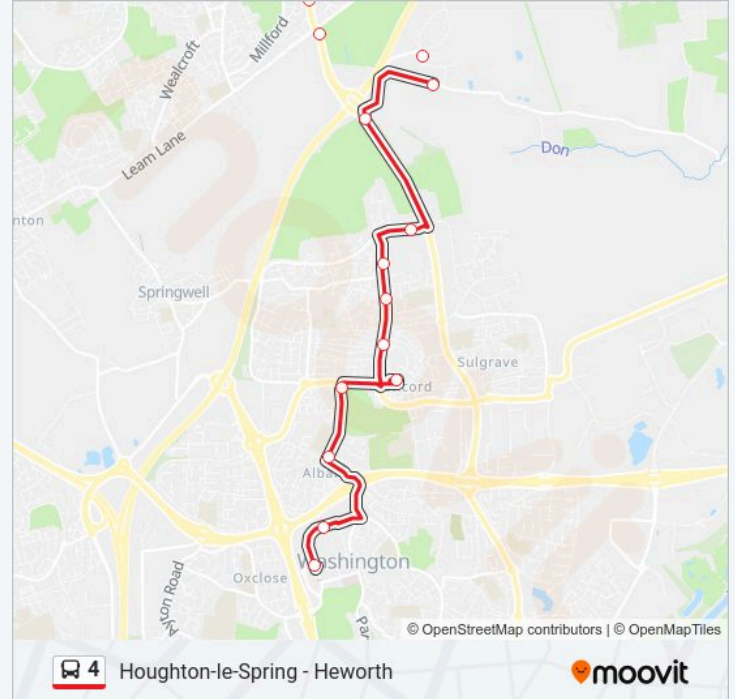 Millford
Wealcroft
Leam Lane
Don
nton
Springwell
Sulgrave
cord
Alba
Washington
Oxclose
Ayton Road
Par
© OpenStreetMap contributors | © OpenMapTiles
4 Houghton-le-Spring - Heworth
moovit